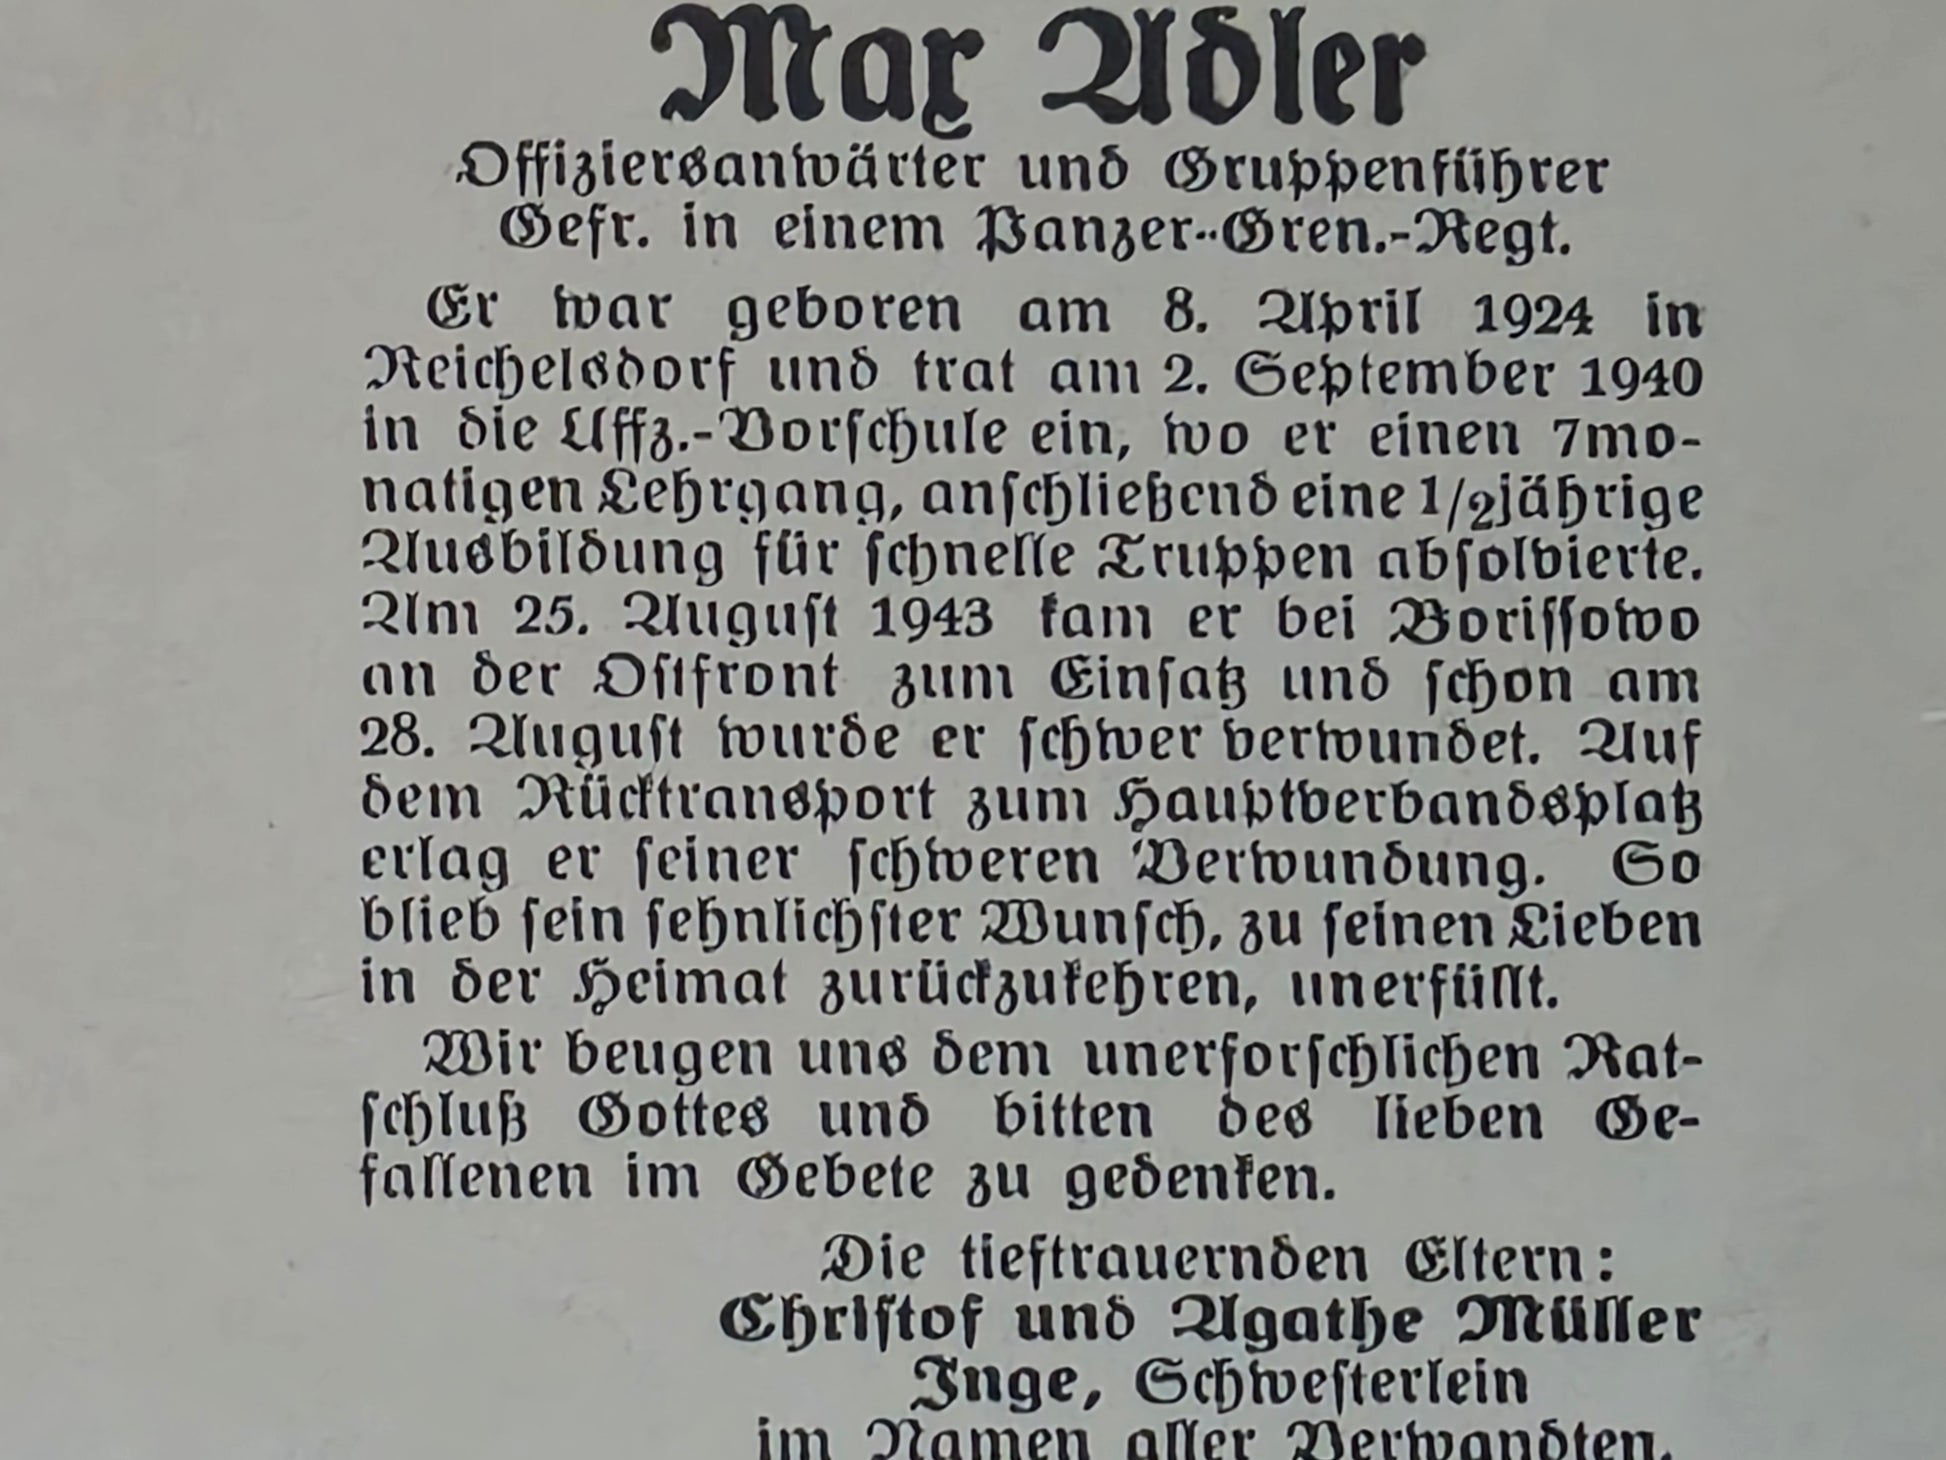 Max Adler
Offiziersanwärter und Gruppenführer
Gefr. in einem Panzer-Gren.-Regt.
Er war geboren am 8. April 1924 in
Reichelsdorf und trat am 2. September 1940
in die Uffz.-Vorſchule ein, wo er einen 7mo-
natigen Lehrgang, anſchließend eine 1/2jährige
Ausbildung für ſchnelle Truppen abſolvierte.
Am 25. Auguſt 1943 kam er bei Boriſſowo
an der Oſtfront zum Einſatz und ſchon am
28. Auguſt wurde er ſchwer verwundet. Auf
dem Rücktransport zum Hauptverbandsplatz
erlag er ſeiner ſchweren Verwundung. So
blieb ſein ſehnlichſter Wunſch, zu ſeinen Lieben
in der Heimat zurückzukehren, unerfüllt.
Wir beugen uns dem unerforſchlichen Rat-
ſchluß Gottes und bitten des lieben Ge-
fallenen im Gebete zu gedenken.
Die tieftrauernden Eltern:
Chriſtof und Agathe Müller
Inge, Schweſterlein
im Namen aller Verwandten.